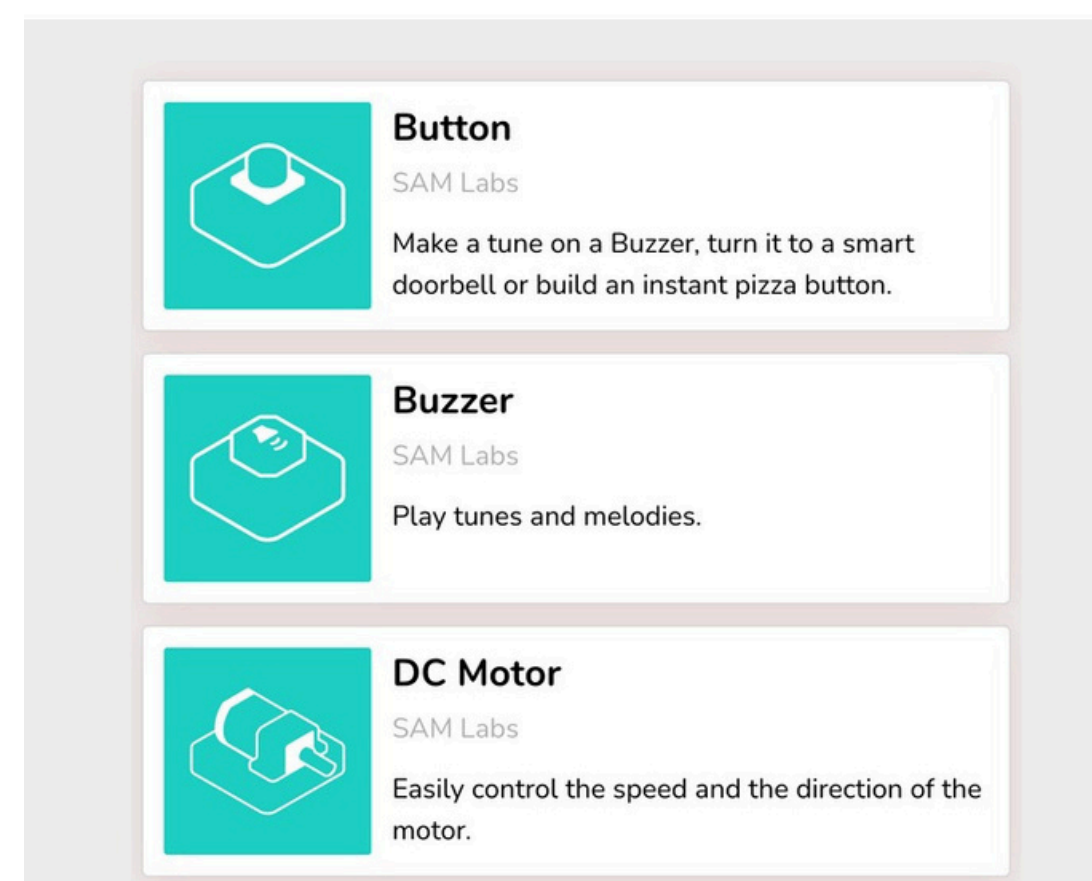 Button
SAM Labs
Make a tune on a Buzzer, turn it to a smart
doorbell or build an instant pizza button.
Buzzer
SAM Labs
Play tunes and melodies.
DC Motor
SAM Labs
Easily control the speed and the direction of the
motor.